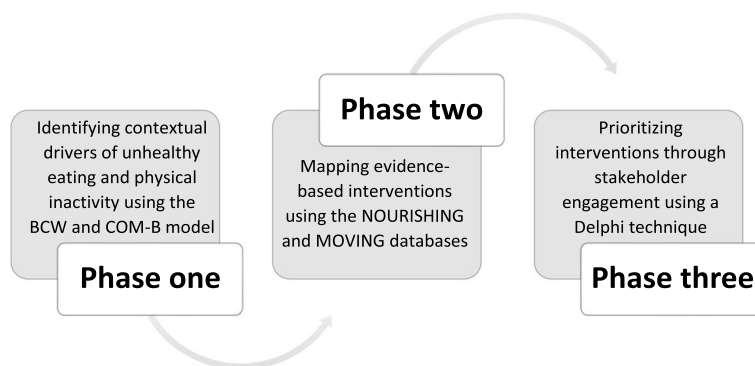 Identifying contextual
drivers of unhealthy
eating and physical
inactivity using the
BCW and COM-B model
Phase one
Phase two
Mapping evidence-
based interventions
using the NOURISHING
and MOVING databases
Prioritizing
interventions through
stakeholder
engagement using a
Delphi technique
Phase three